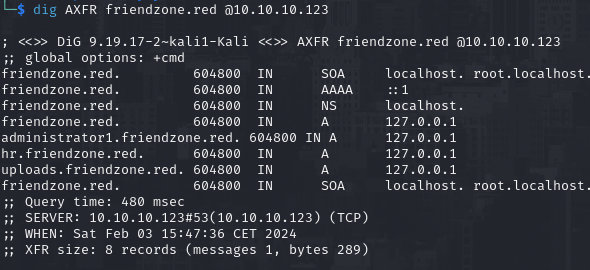 └─$ dig AXFR friendzone.red @10.10.10.123
; <<>> DiG 9.19.17-2~kali1-Kali <<>> AXFR friendzone.red @10.10.10.123
;; global options: +cmd
friendzone.red. 604800 IN SOA localhost. root.localhost.
friendzone.red. 604800 IN AAAA ::1
friendzone.red. 604800 IN NS localhost.
friendzone.red. 604800 IN A 127.0.0.1
administrator1.friendzone.red. 604800 IN A 127.0.0.1
hr.friendzone.red. 604800 IN A 127.0.0.1
uploads.friendzone.red. 604800 IN A 127.0.0.1
friendzone.red. 604800 IN SOA localhost. root.localhost.
;; Query time: 480 msec
;; SERVER: 10.10.10.123#53(10.10.10.123) (TCP)
;; WHEN: Sat Feb 03 15:47:36 CET 2024
;; XFR size: 8 records (messages 1, bytes 289)